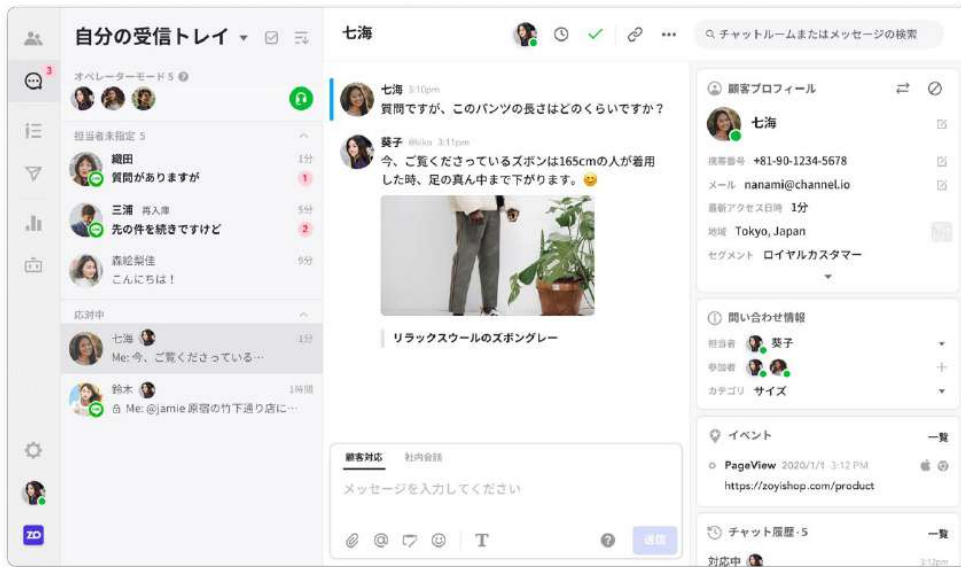 自分の受信トレイ
3
オペレーターモード 5
担当者未指定 5
織田 1分
質問がありますが 1
三浦 再入庫 5分
先の件を続きですけど 2
森絵梨佳 9分
こんにちは!
応対中
七海 1分
Me: 今、ご覧くださっている…
鈴木 1時間
Me: @jamie 原宿の竹下通り店に…
ZO
七海
七海 3:10pm
質問ですが、このパンツの長さはどのくらいですか?
葵子 @kiko 3:11pm
今、ご覧くださっているズボンは165cmの人が着用
した時、足の真ん中まで下がります。😊
リラックスウールのズボングレー
顧客対応 社内会話
メッセージを入力してください
T 送信
チャットルームまたはメッセージの検索
顧客プロフィール
七海
携帯番号 +81-90-1234-5678
メール nanami@channel.io
最新アクセス日時 1分
地域 Tokyo, Japan
セグメント ロイヤルカスタマー
問い合わせ情報
担当者 葵子
参加者
カテゴリ サイズ
イベント 一覧
PageView 2020/1/1 3:12 PM
https://zoyishop.com/product
チャット履歴・5 一覧
対応中 3:12pm